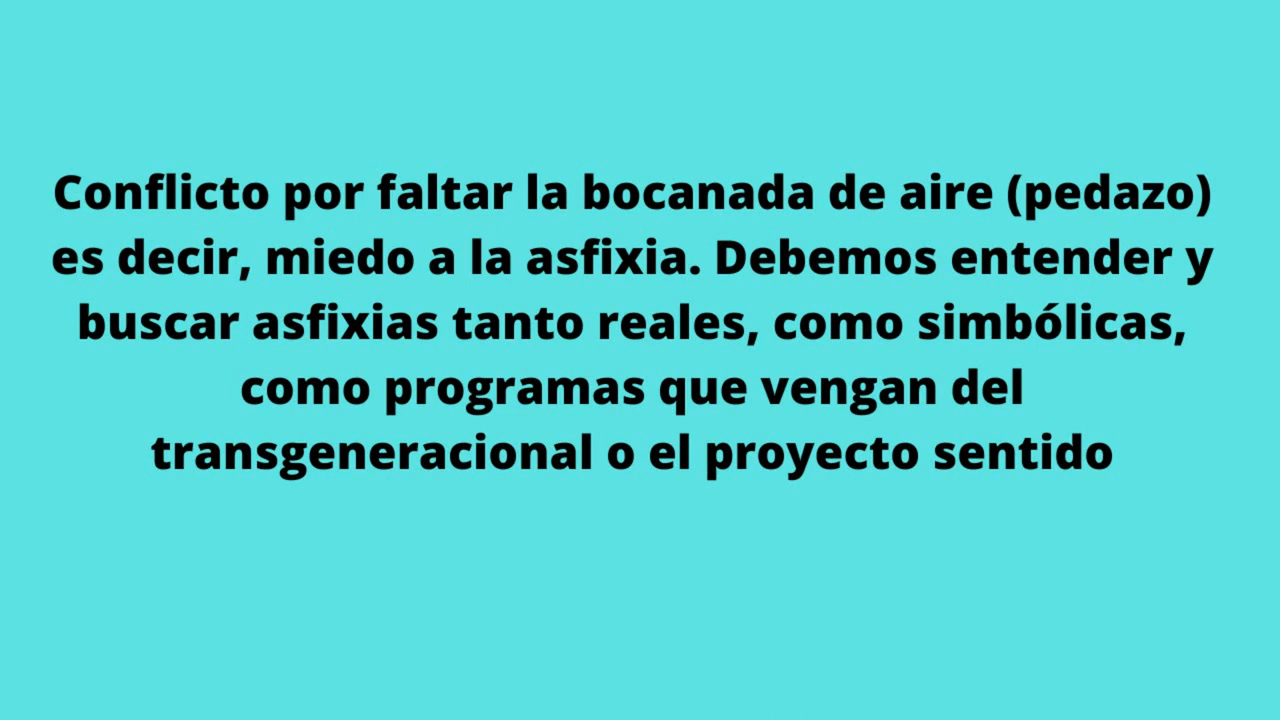 Conflicto por faltar la bocanada de aire (pedazo)
es decir, miedo a la asfixia. Debemos entender y
buscar asfixias tanto reales, como simbólicas,
como programas que vengan del
transgeneracional o el proyecto sentido